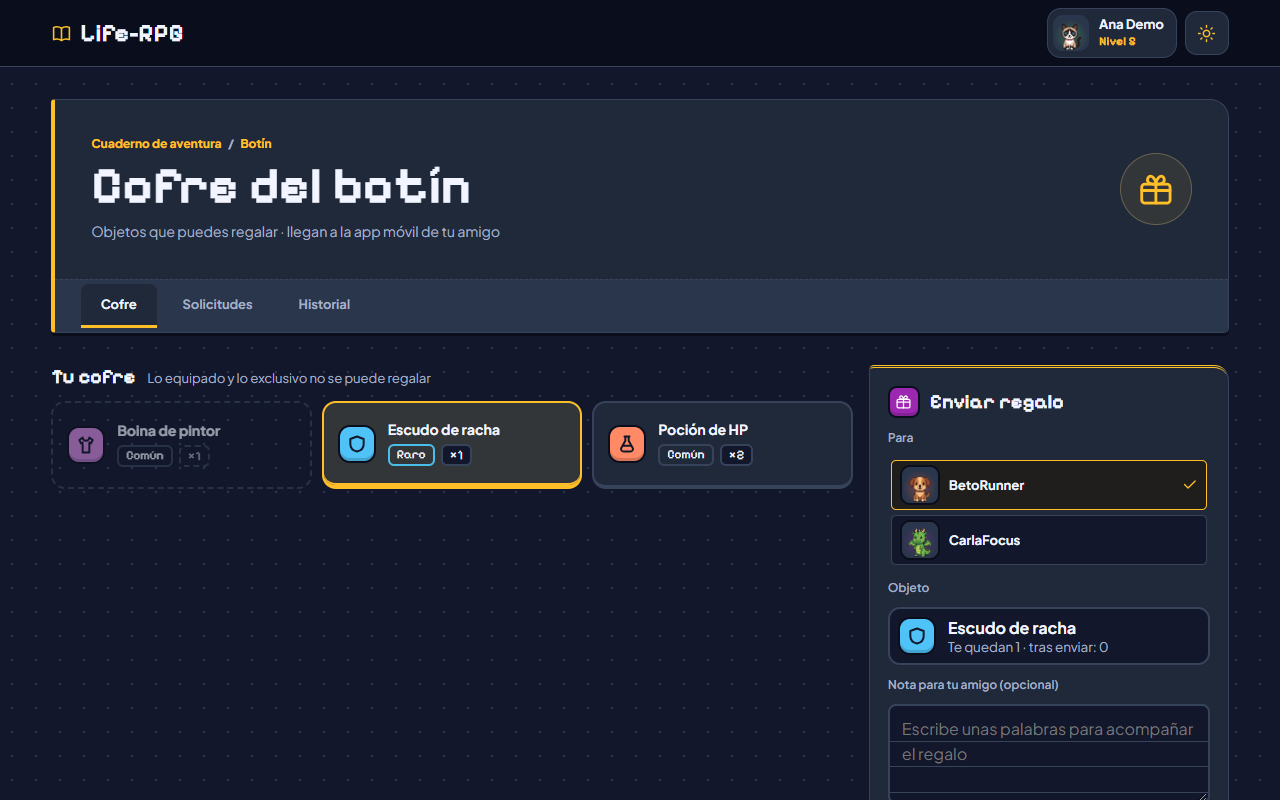 Life-RPG
Ana Demo
Nivel 8
Cuaderno de aventura / Botín
Cofre del botín
Objetos que puedes regalar · llegan a la app móvil de tu amigo
Cofre
Solicitudes
Historial
Tu cofre
Lo equipado y lo exclusivo no se puede regalar
Boina de pintor
Común
×1
Escudo de racha
Raro
×1
Poción de HP
Común
×2
Enviar regalo
Para
BetoRunner
CarlaFocus
Objeto
Escudo de racha
Te quedan 1 · tras enviar: 0
Nota para tu amigo (opcional)
Escribe unas palabras para acompañar
el regalo